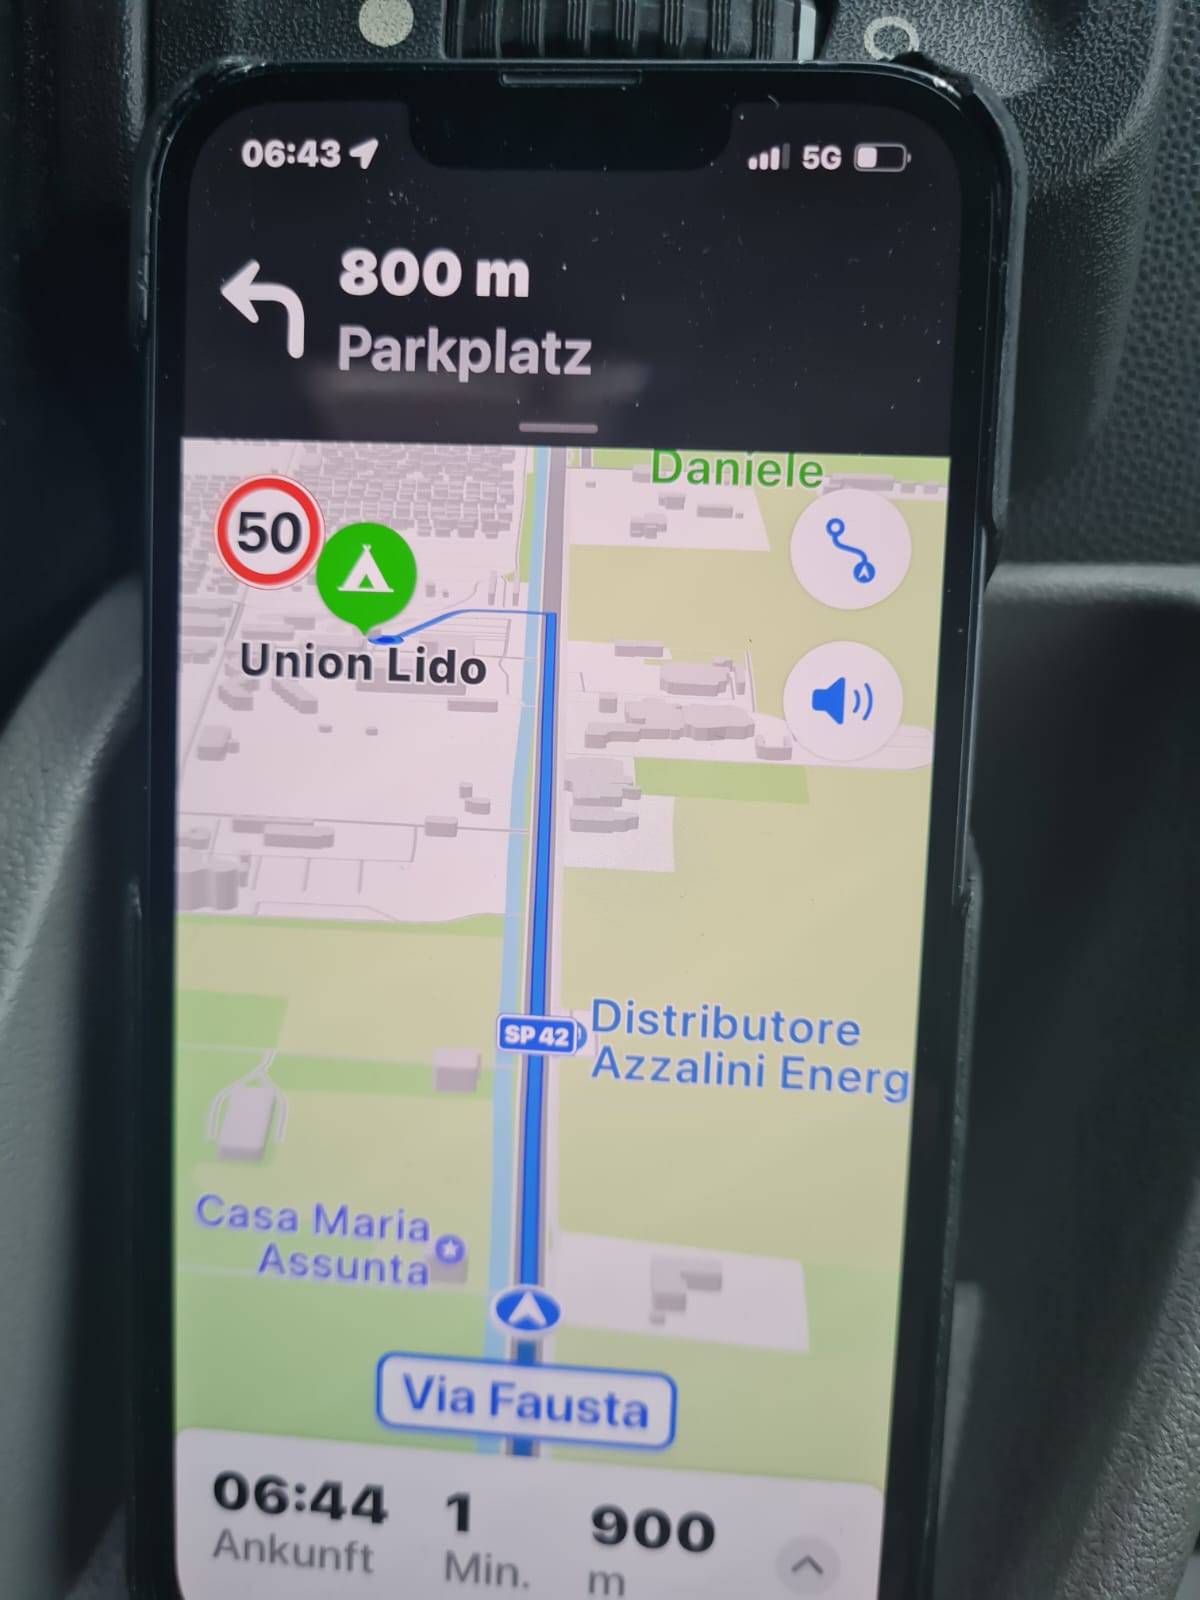 06:43
5G
800 m
Parkplatz
Daniele
50
Union Lido
SP 42
Distributore
Azzalini Energ
Casa Maria
Assunta
Via Fausta
06:44 1 900
Ankunft Min. m